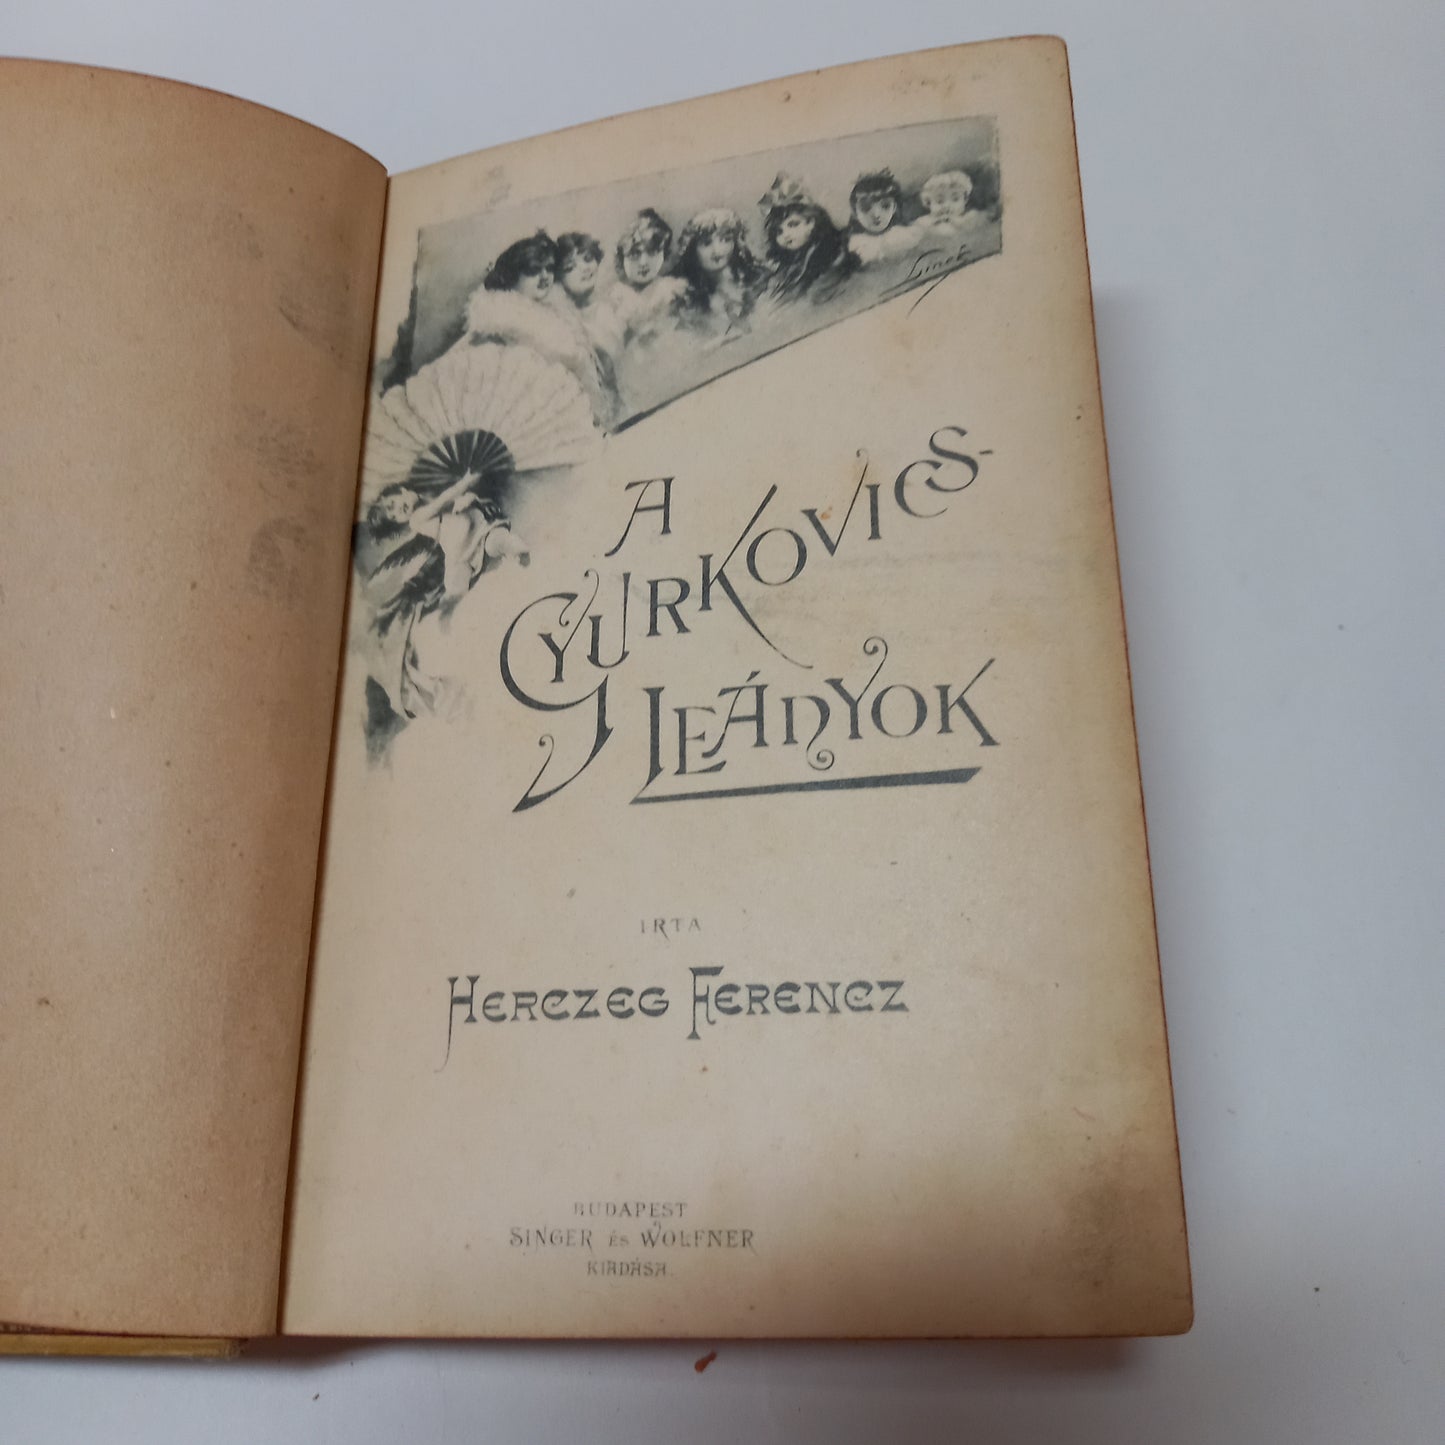 A
GYURKOVICS-
LEÁNYOK
IRTA
HERCZEG FERENCZ
BUDAPEST
SINGER ÉS WOLFNER
KIADÁSA.